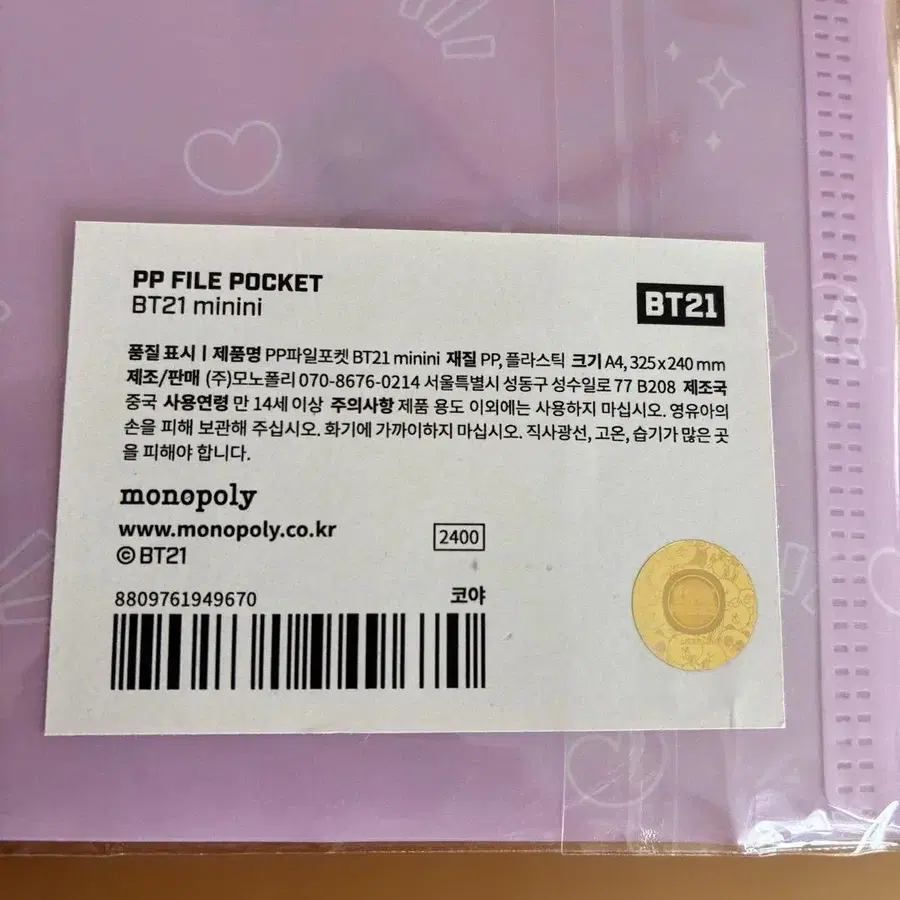 PP FILE POCKET
BT21 minini
BT21
품질 표시 | 제품명 PP파일포켓 BT21 minini 재질 PP, 플라스틱 크기 A4, 325x240 mm
제조/판매 (주)모노폴리 070-8676-0214 서울특별시 성동구 성수일로 77 B208 제조국
중국 사용연령 만 14세 이상 주의사항 제품 용도 이외에는 사용하지 마십시오. 영유아의
손을 피해 보관해 주십시오. 화기에 가까이하지 마십시오. 직사광선, 고온, 습기가 많은 곳
을 피해야 합니다.
monopoly
www.monopoly.co.kr
2400
© BT21
8809761949670
코야